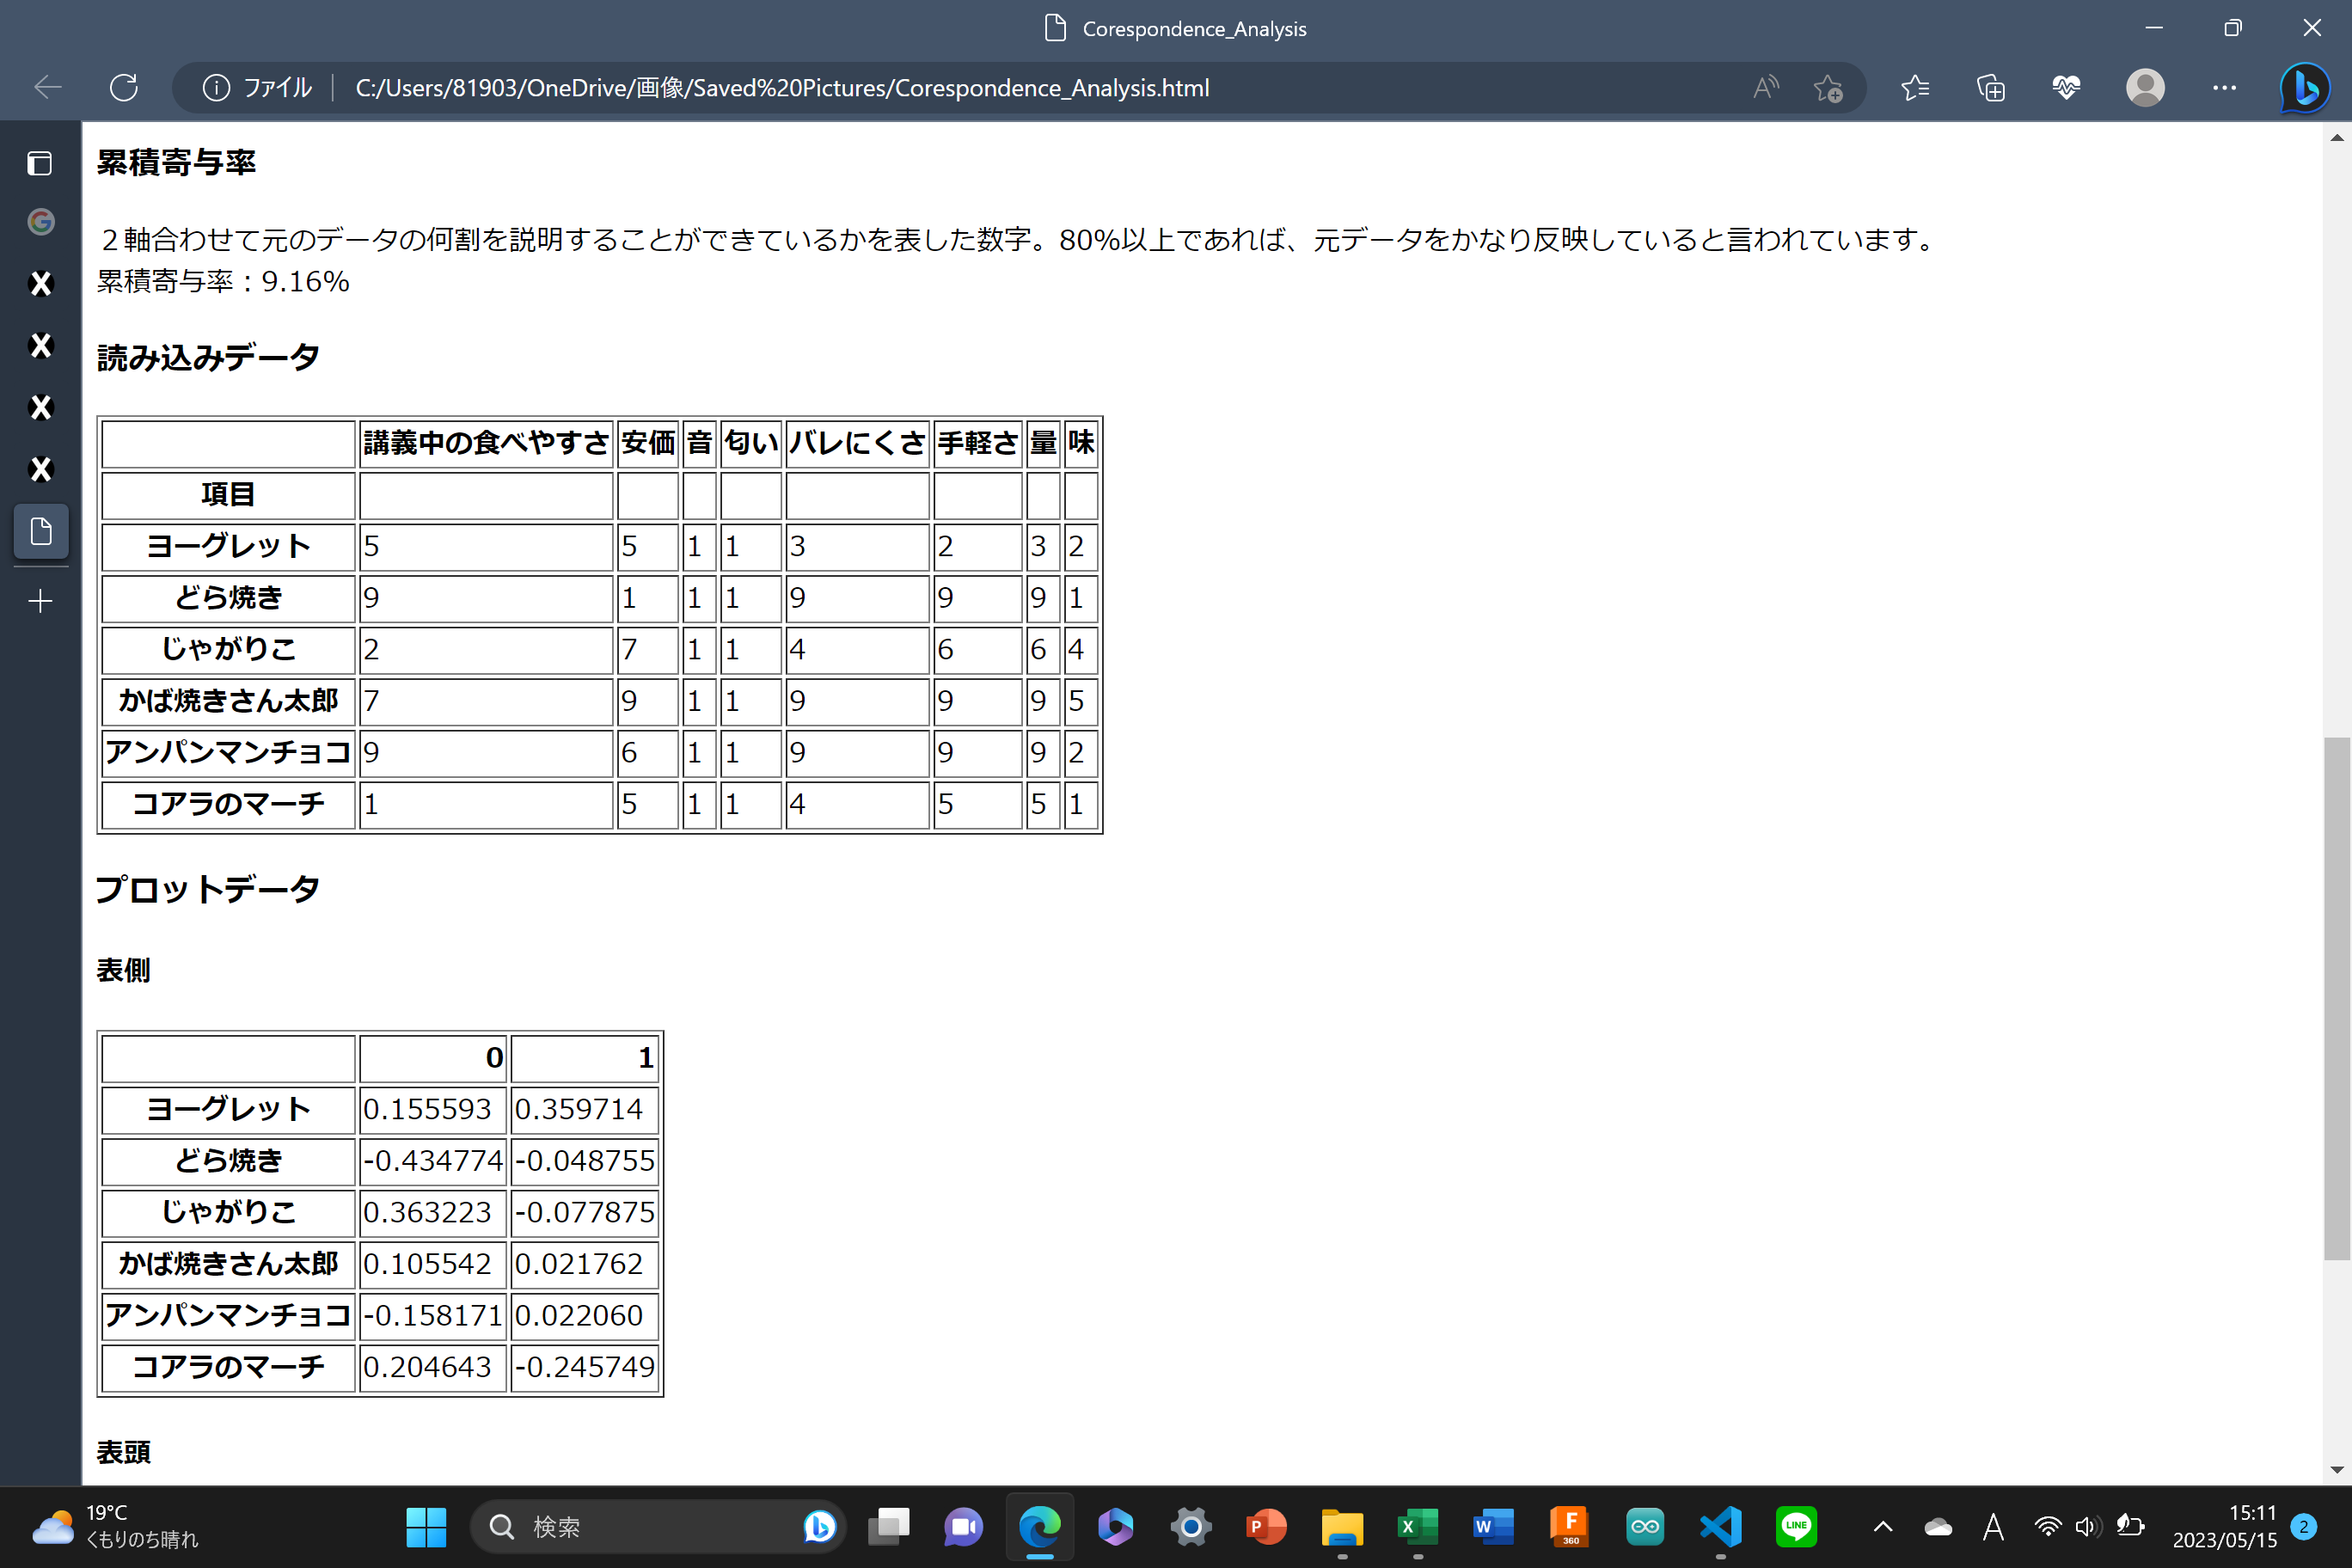 Corespondence_Analysis
ファイル C:/Users/81903/OneDrive/画像/Saved%20Pictures/Corespondence_Analysis.html
累積寄与率
２軸合わせて元のデータの何割を説明することができているかを表した数字。80%以上であれば、元データをかなり反映していると言われています。
累積寄与率：9.16%
読み込みデータ
講義中の食べやすさ 安価 音 匂い バレにくさ 手軽さ 量 味
項目
ヨーグレット 5 5 1 1 3 2 3 2
どら焼き 9 1 1 1 9 9 9 1
じゃがりこ 2 7 1 1 4 6 6 4
かば焼きさん太郎 7 9 1 1 9 9 9 5
アンパンマンチョコ 9 6 1 1 9 9 9 2
コアラのマーチ 1 5 1 1 4 5 5 1
プロットデータ
表側
0 1
ヨーグレット 0.155593 0.359714
どら焼き -0.434774 -0.048755
じゃがりこ 0.363223 -0.077875
かば焼きさん太郎 0.105542 0.021762
アンパンマンチョコ -0.158171 0.022060
コアラのマーチ 0.204643 -0.245749
表頭
19°C
くもりのち晴れ
検索
P
X
W
F
360
LINE
A
15:11
2023/05/15
2